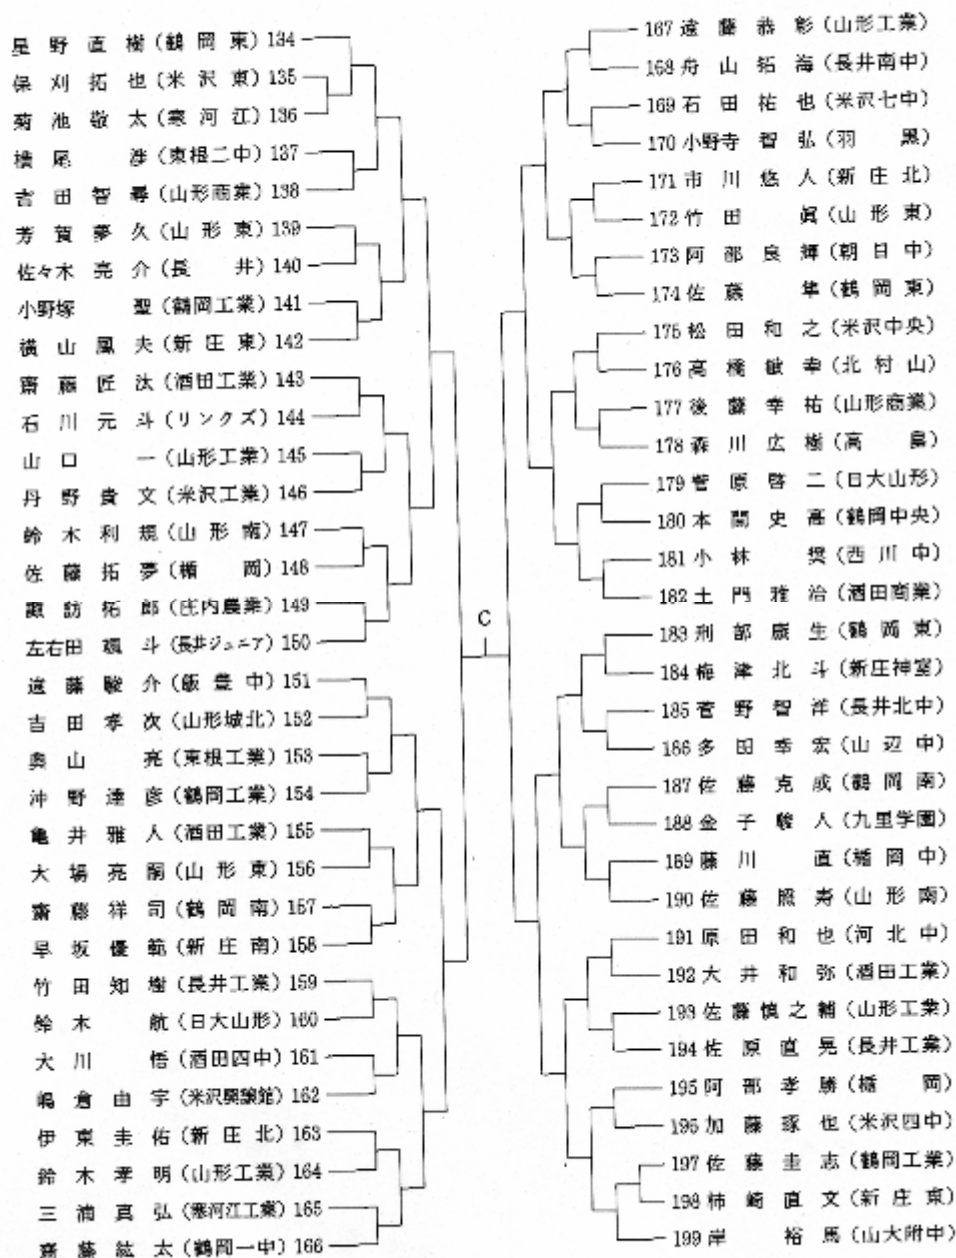 星野直樹(鶴岡東)134
保刈拓也(米沢東)135
菊池敬太(寒河江)136
横尾渉(東根二中)137
吉田智尋(山形商業)138
芳賀夢久(山形東)139
佐々木亮介(長井)140
小野塚聖(鶴岡工業)141
横山風夫(新庄東)142
齋藤匠汰(酒田工業)143
石川元斗(リンクズ)144
山口一(山形工業)145
丹野貴文(米沢工業)146
鈴木利規(山形南)147
佐藤拓夢(楯岡)148
諏訪拓郎(庄内農業)149
左右田颯斗(長井ジュニア)150
遠藤駿介(飯豊中)151
吉田孝次(山形城北)152
奥山亮(東根工業)153
沖野達彦(鶴岡工業)154
亀井雅人(酒田工業)155
大場亮嗣(山形東)156
齋藤祥司(鶴岡南)157
早坂優範(新庄南)158
竹田知樹(長井工業)159
鈴木航(日大山形)160
大川悟(酒田四中)161
嶋倉由宇(米沢興譲館)162
伊東圭佑(新庄北)163
鈴木孝明(山形工業)164
三浦真弘(寒河江工業)165
齋藤紘太(鶴岡一中)166
C
167遠藤恭彰(山形工業)
168舟山拓海(長井南中)
169石田祐也(米沢七中)
170小野寺智弘(羽黒)
171市川悠人(新庄北)
172竹田眞(山形東)
173阿部良輝(朝日中)
174佐藤隼(鶴岡東)
175松田和之(米沢中央)
176高橋敏幸(北村山)
177後藤幸祐(山形商業)
178森川広樹(高畠)
179菅原啓二(日大山形)
180本間史高(鶴岡中央)
181小林奨(西川中)
182土門雅治(酒田商業)
183刑部康生(鶴岡東)
184梅津北斗(新庄神室)
185菅野智洋(長井北中)
186多田幸宏(山辺中)
187佐藤克成(鶴岡南)
188金子駿人(九里学園)
189藤川直(楯岡中)
190佐藤照寿(山形南)
191原田和也(河北中)
192大井和弥(酒田工業)
193佐藤慎之輔(山形工業)
194佐原直晃(長井工業)
195阿部孝勝(楯岡)
196加藤琢也(米沢四中)
197佐藤圭志(鶴岡工業)
198柿崎直文(新庄東)
199岸裕馬(山大附中)